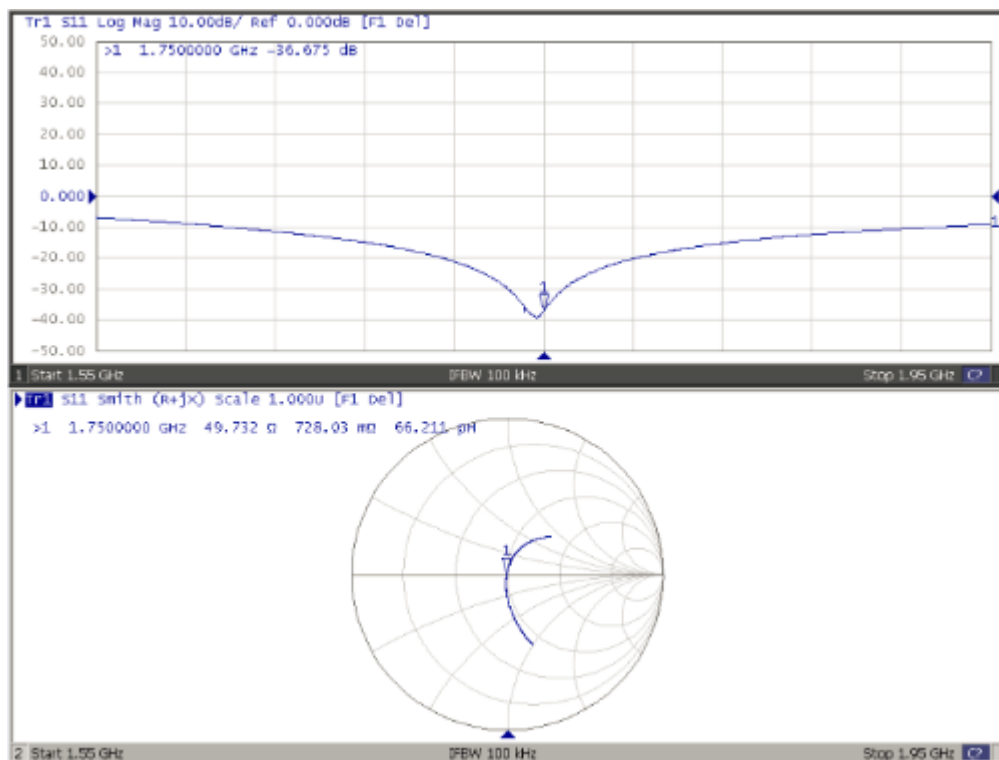 Tr1 S11 Log Mag 10.00dB/ Ref 0.000dB [F1 Del]
50.00
>1 1.7500000 GHz -36.675 dB
40.00
30.00
20.00
10.00
0.000
-10.00
1
-20.00
-30.00
1
-40.00
-50.00
1 Start 1.55 GHz IFBW 100 kHz Stop 1.95 GHz C?
Tr1 S11 Smith (R+jX) Scale 1.000U [F1 Del]
>1 1.7500000 GHz 49.732 Ω 728.03 mΩ 66.211 pH
1
2 Start 1.55 GHz IFBW 100 kHz Stop 1.95 GHz C?